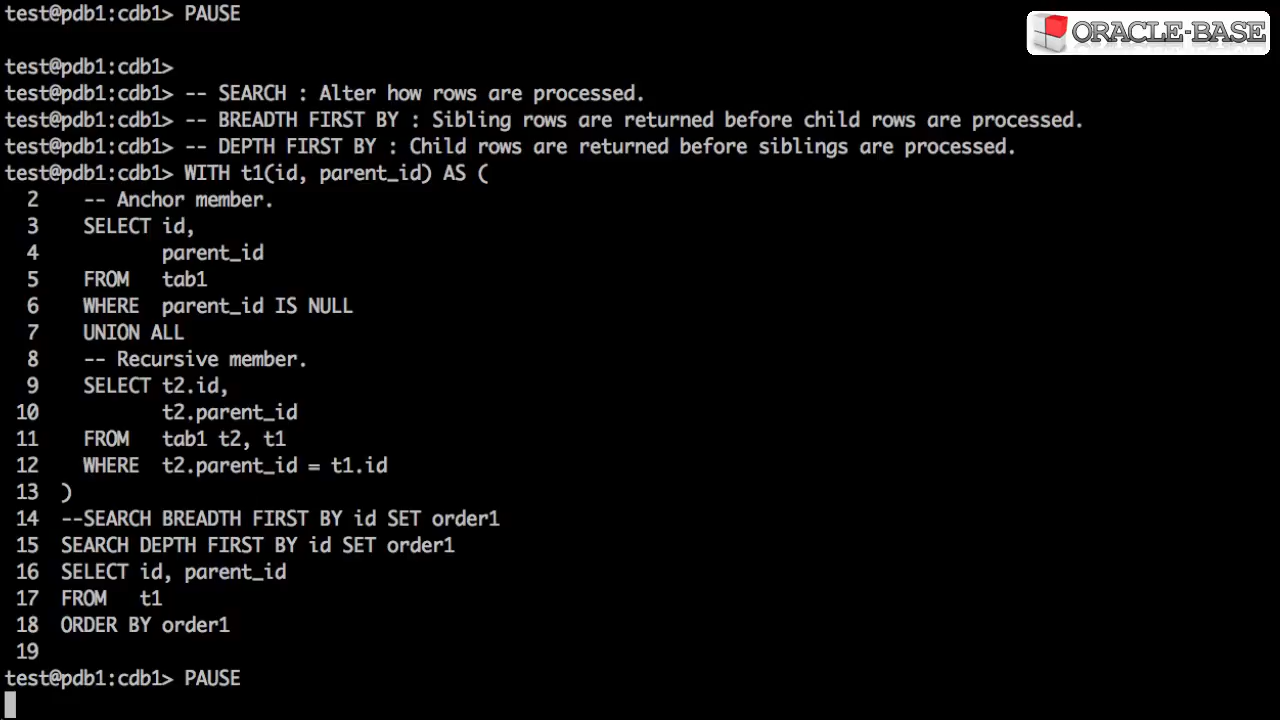 test@pdb1:cdb1> PAUSE
ORACLE-BASE
test@pdb1:cdb1>
test@pdb1:cdb1> -- SEARCH : Alter how rows are processed.
test@pdb1:cdb1> -- BREADTH FIRST BY : Sibling rows are returned before child rows are processed.
test@pdb1:cdb1> -- DEPTH FIRST BY : Child rows are returned before siblings are processed.
test@pdb1:cdb1> WITH t1(id, parent_id) AS (
  2    -- Anchor member.
  3    SELECT id,
  4           parent_id
  5    FROM   tab1
  6    WHERE  parent_id IS NULL
  7    UNION ALL
  8    -- Recursive member.
  9    SELECT t2.id,
 10           t2.parent_id
 11    FROM   tab1 t2, t1
 12    WHERE  t2.parent_id = t1.id
 13  )
 14  --SEARCH BREADTH FIRST BY id SET order1
 15  SEARCH DEPTH FIRST BY id SET order1
 16  SELECT id, parent_id
 17  FROM   t1
 18  ORDER BY order1
 19
test@pdb1:cdb1> PAUSE